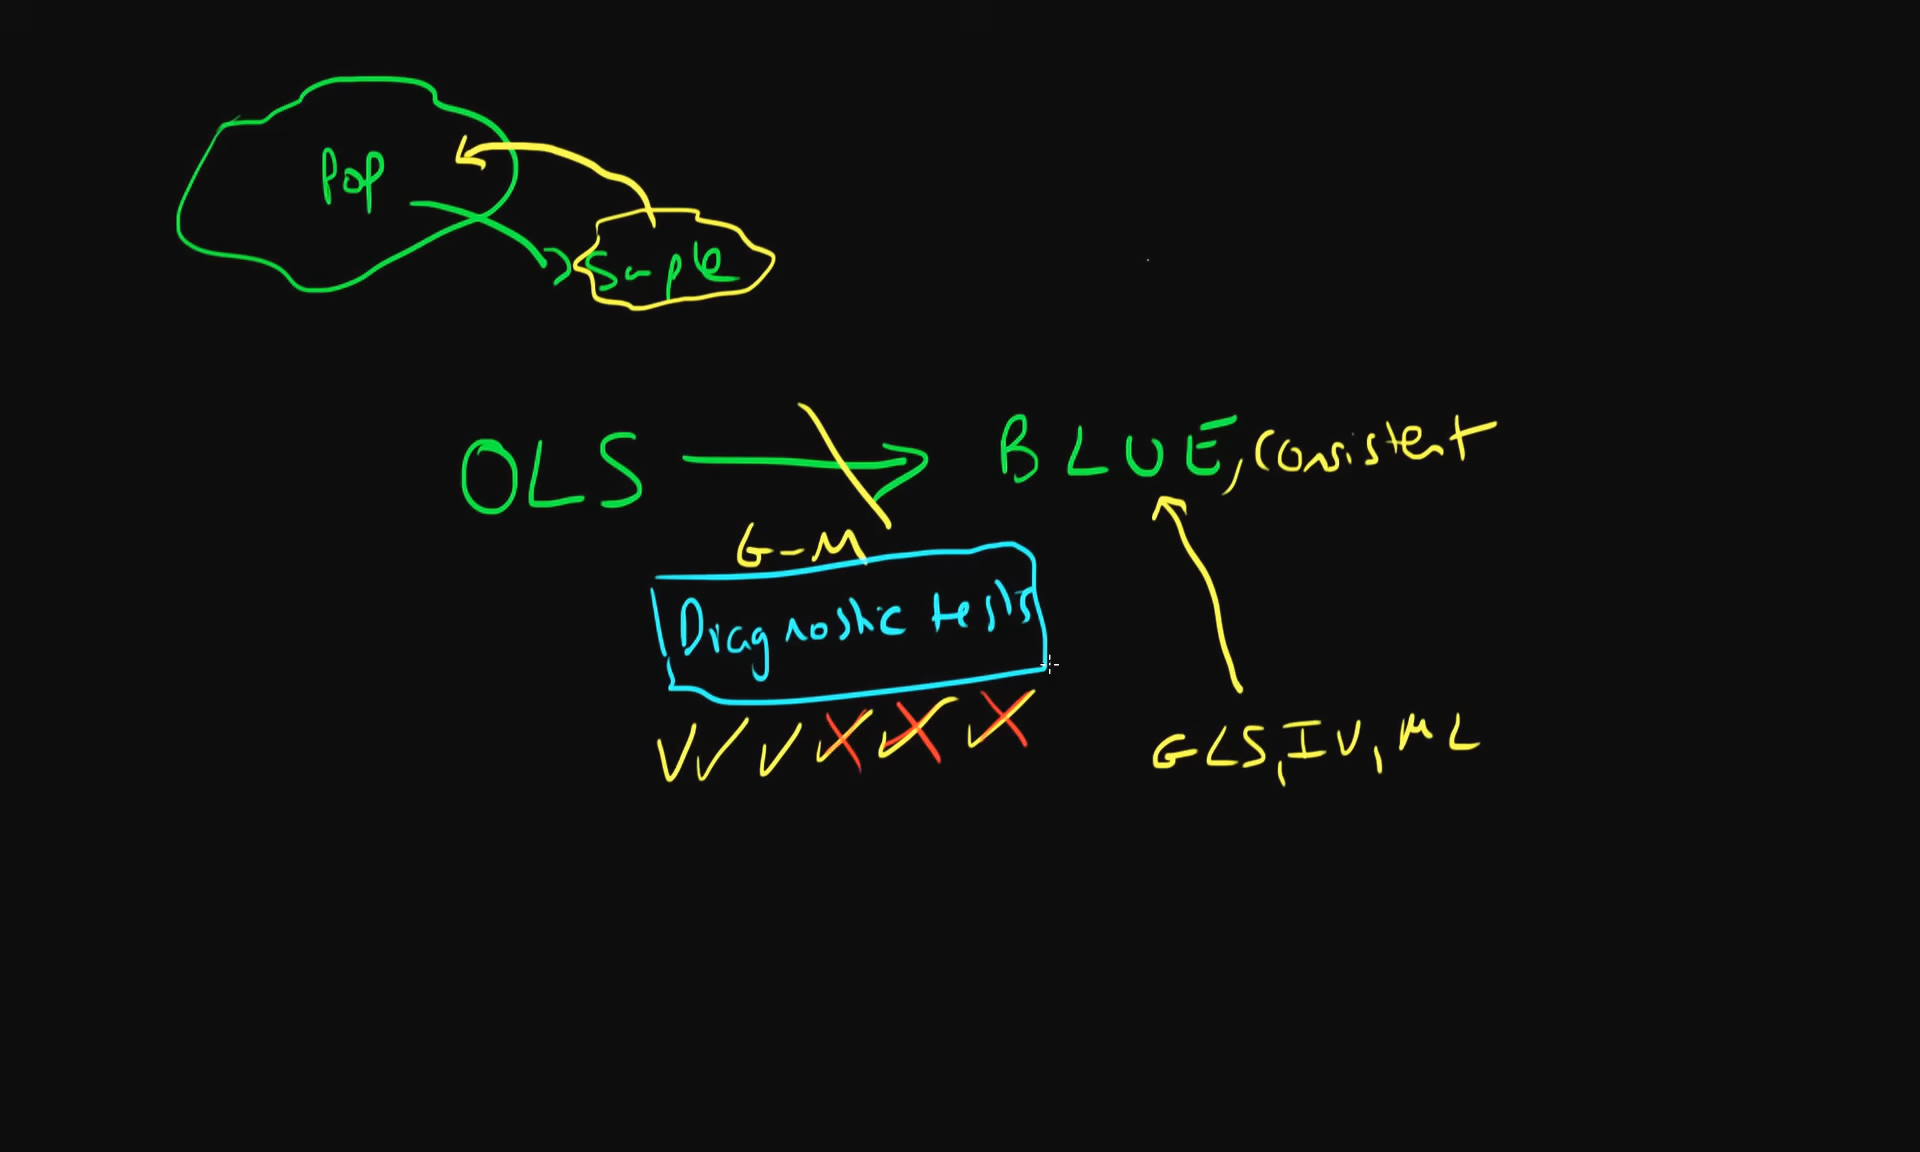 Pop
Sample
OLS → BLUE, Consistent
G-M
Diagnostic tests
GLS, IV, ML